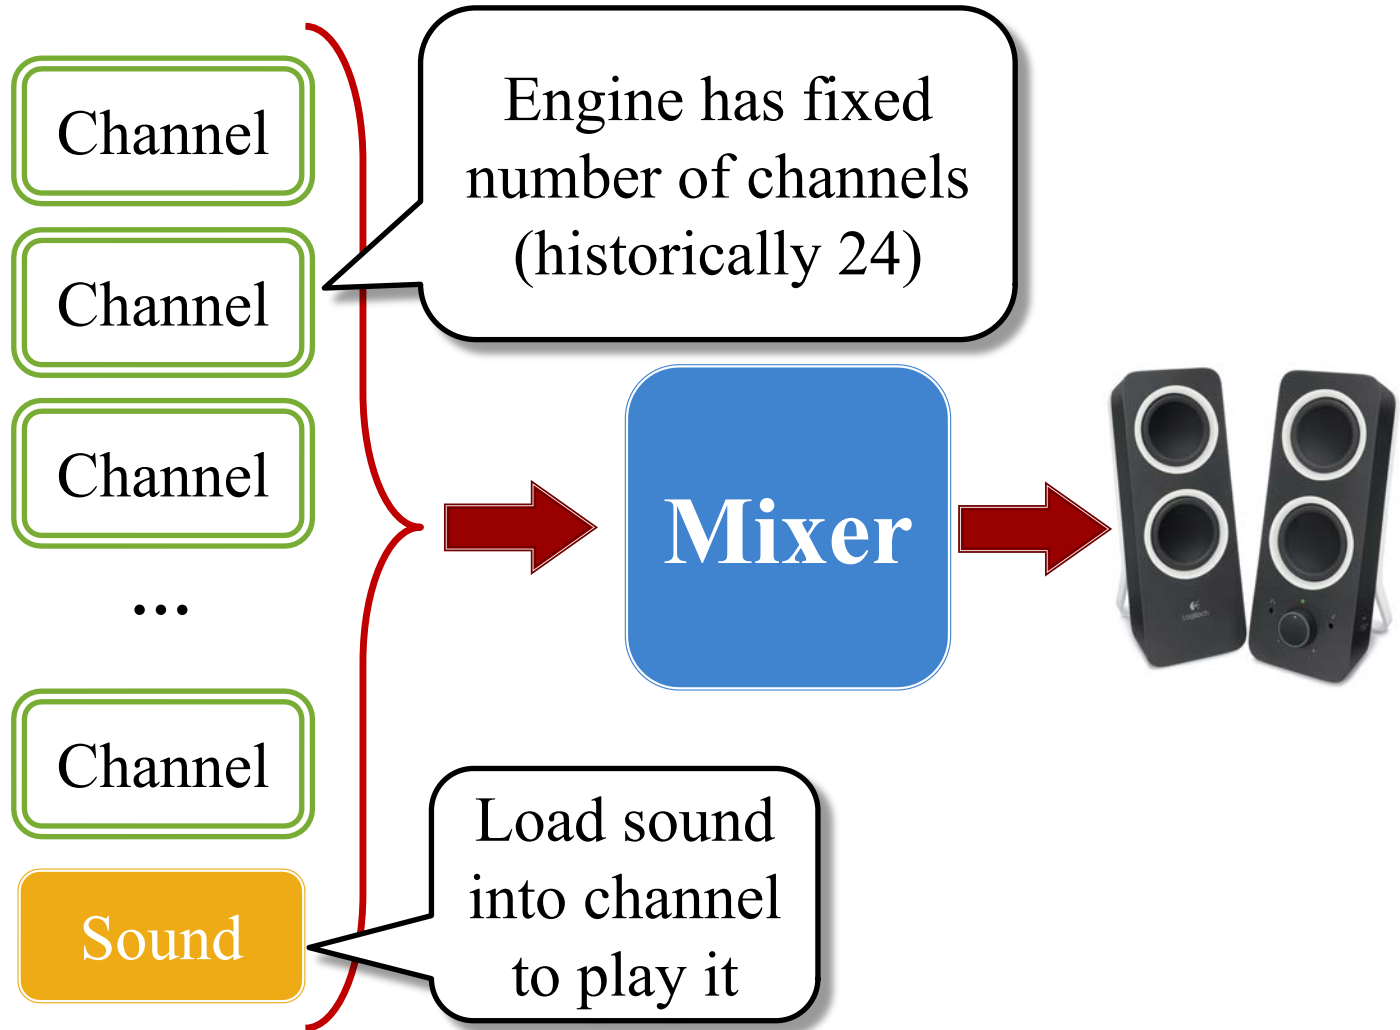 Channel
Channel
Channel
...
Channel
Sound
Engine has fixed
number of channels
(historically 24)
Mixer
Load sound
into channel
to play it
Logitech